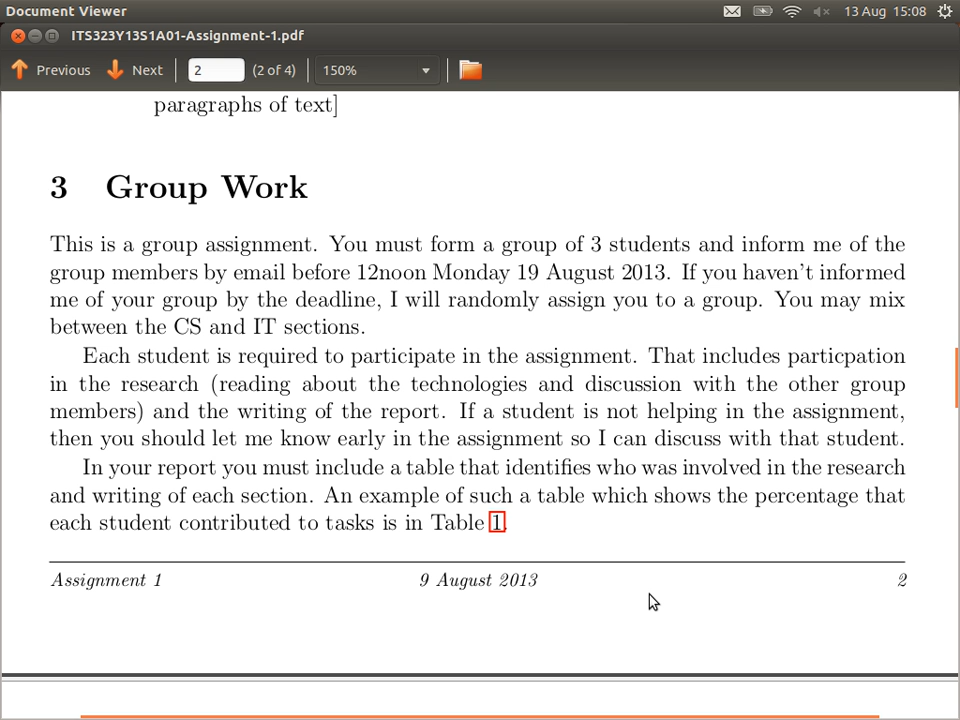 Document Viewer
13 Aug 15:08
ITS323Y13S1A01-Assignment-1.pdf
Previous Next 2 (2 of 4) 150%
paragraphs of text]
3 Group Work
This is a group assignment. You must form a group of 3 students and inform me of the
group members by email before 12noon Monday 19 August 2013. If you haven't informed
me of your group by the deadline, I will randomly assign you to a group. You may mix
between the CS and IT sections.
Each student is required to participate in the assignment. That includes particpation
in the research (reading about the technologies and discussion with the other group
members) and the writing of the report. If a student is not helping in the assignment,
then you should let me know early in the assignment so I can discuss with that student.
In your report you must include a table that identifies who was involved in the research
and writing of each section. An example of such a table which shows the percentage that
each student contributed to tasks is in Table 1.
Assignment 1 9 August 2013 2